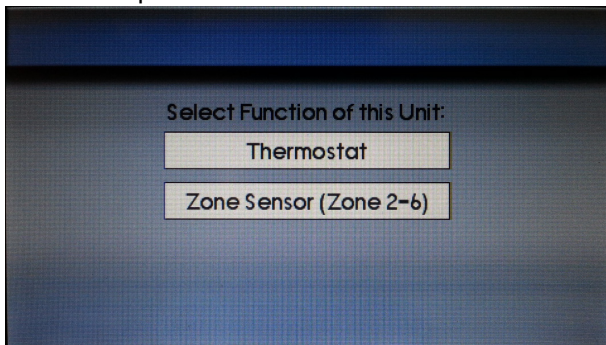 Select Function of this Unit:
Thermostat
Zone Sensor (Zone 2-6)